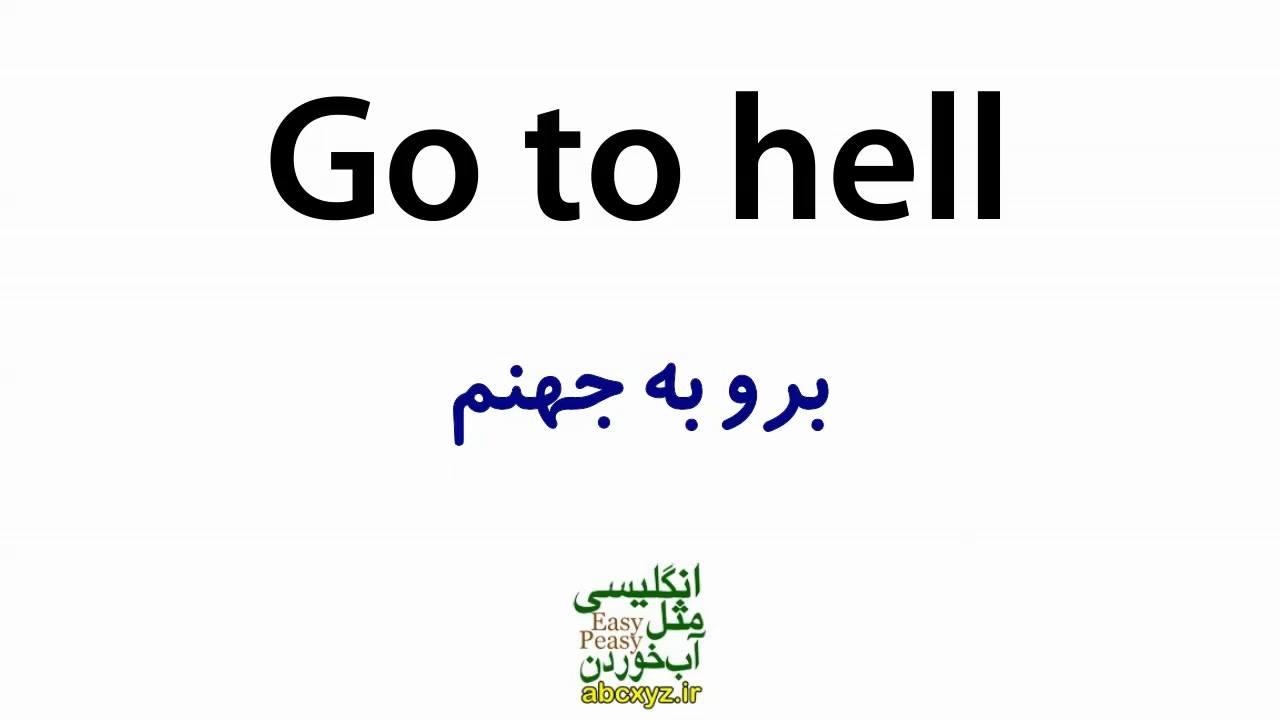 Go to hell
برو به جهنم
انگلیسی
مثل Easy
Peasy
آب‌خوردن
abcxyz.ir